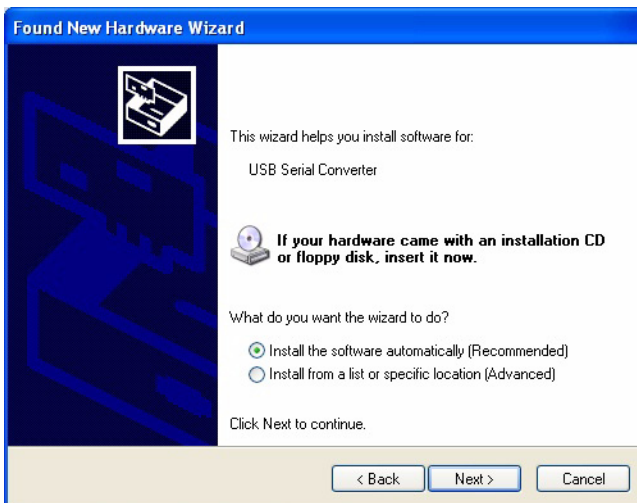 Found New Hardware Wizard
This wizard helps you install software for:
USB Serial Converter
If your hardware came with an installation CD
or floppy disk, insert it now.
What do you want the wizard to do?
Install the software automatically (Recommended)
Install from a list or specific location (Advanced)
Click Next to continue.
< Back Next > Cancel